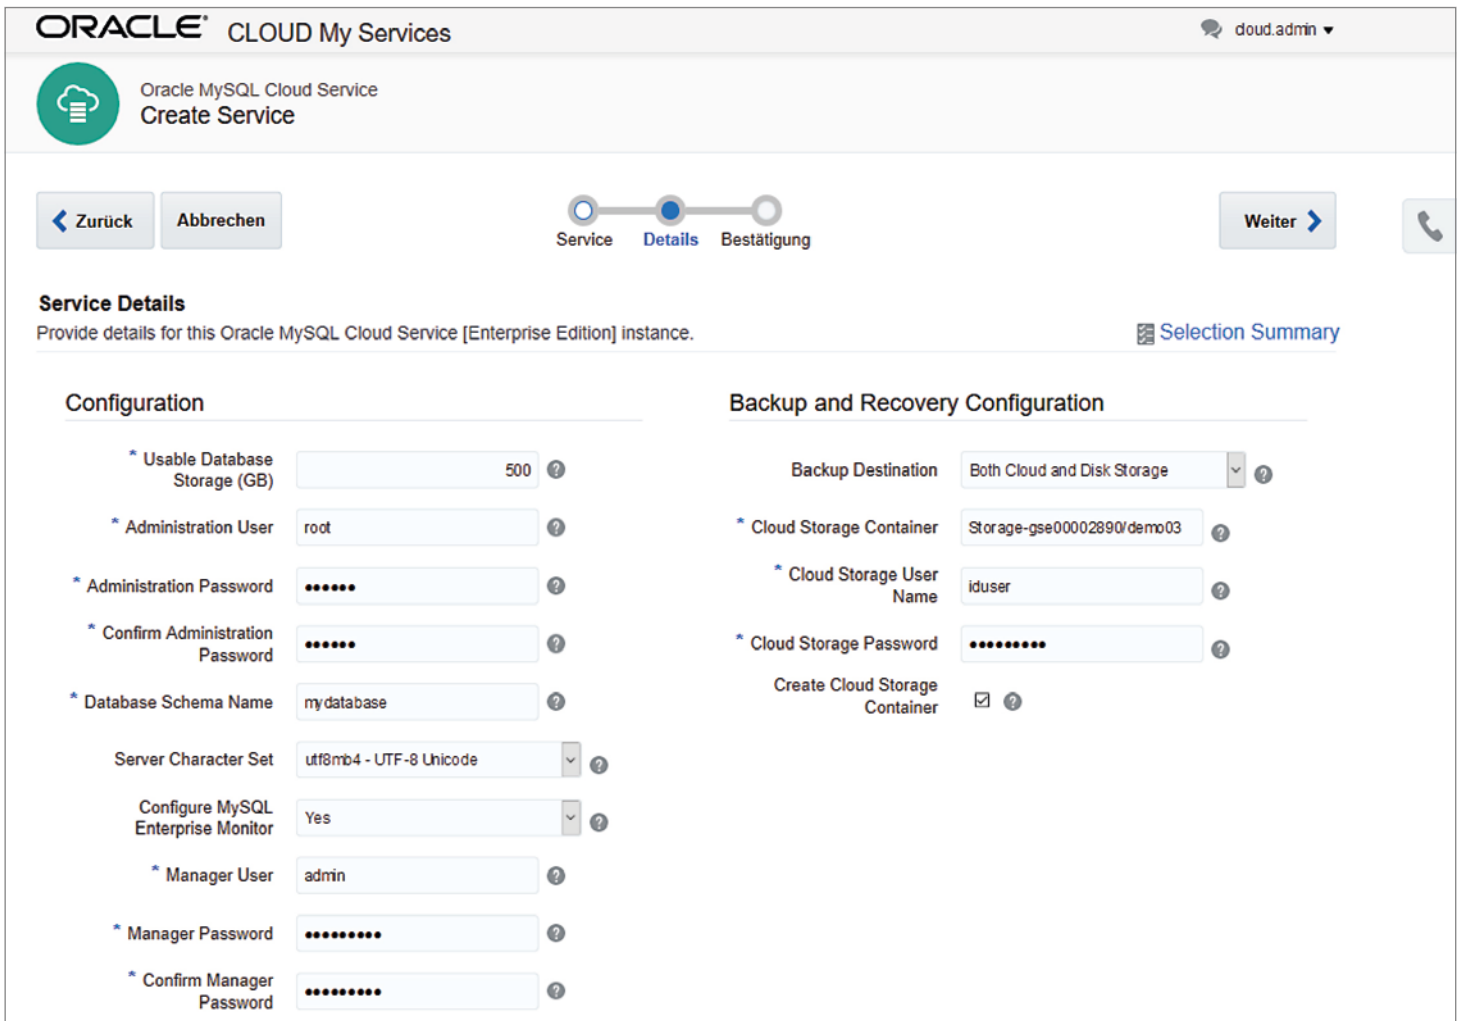 ORACLE® CLOUD My Services
cloud.admin
Oracle MySQL Cloud Service
Create Service
Zurück
Abbrechen
Service
Details
Bestätigung
Weiter
Service Details
Provide details for this Oracle MySQL Cloud Service [Enterprise Edition] instance.
Selection Summary
Configuration
* Usable Database
Storage (GB)
500
* Administration User
root
* Administration Password
••••••
* Confirm Administration
Password
••••••
* Database Schema Name
mydatabase
Server Character Set
utf8mb4 - UTF-8 Unicode
Configure MySQL
Enterprise Monitor
Yes
* Manager User
admin
* Manager Password
•••••••••
* Confirm Manager
Password
•••••••••
Backup and Recovery Configuration
Backup Destination
Both Cloud and Disk Storage
* Cloud Storage Container
Storage-gse00002890/demo03
* Cloud Storage User
Name
iduser
* Cloud Storage Password
•••••••••
Create Cloud Storage
Container